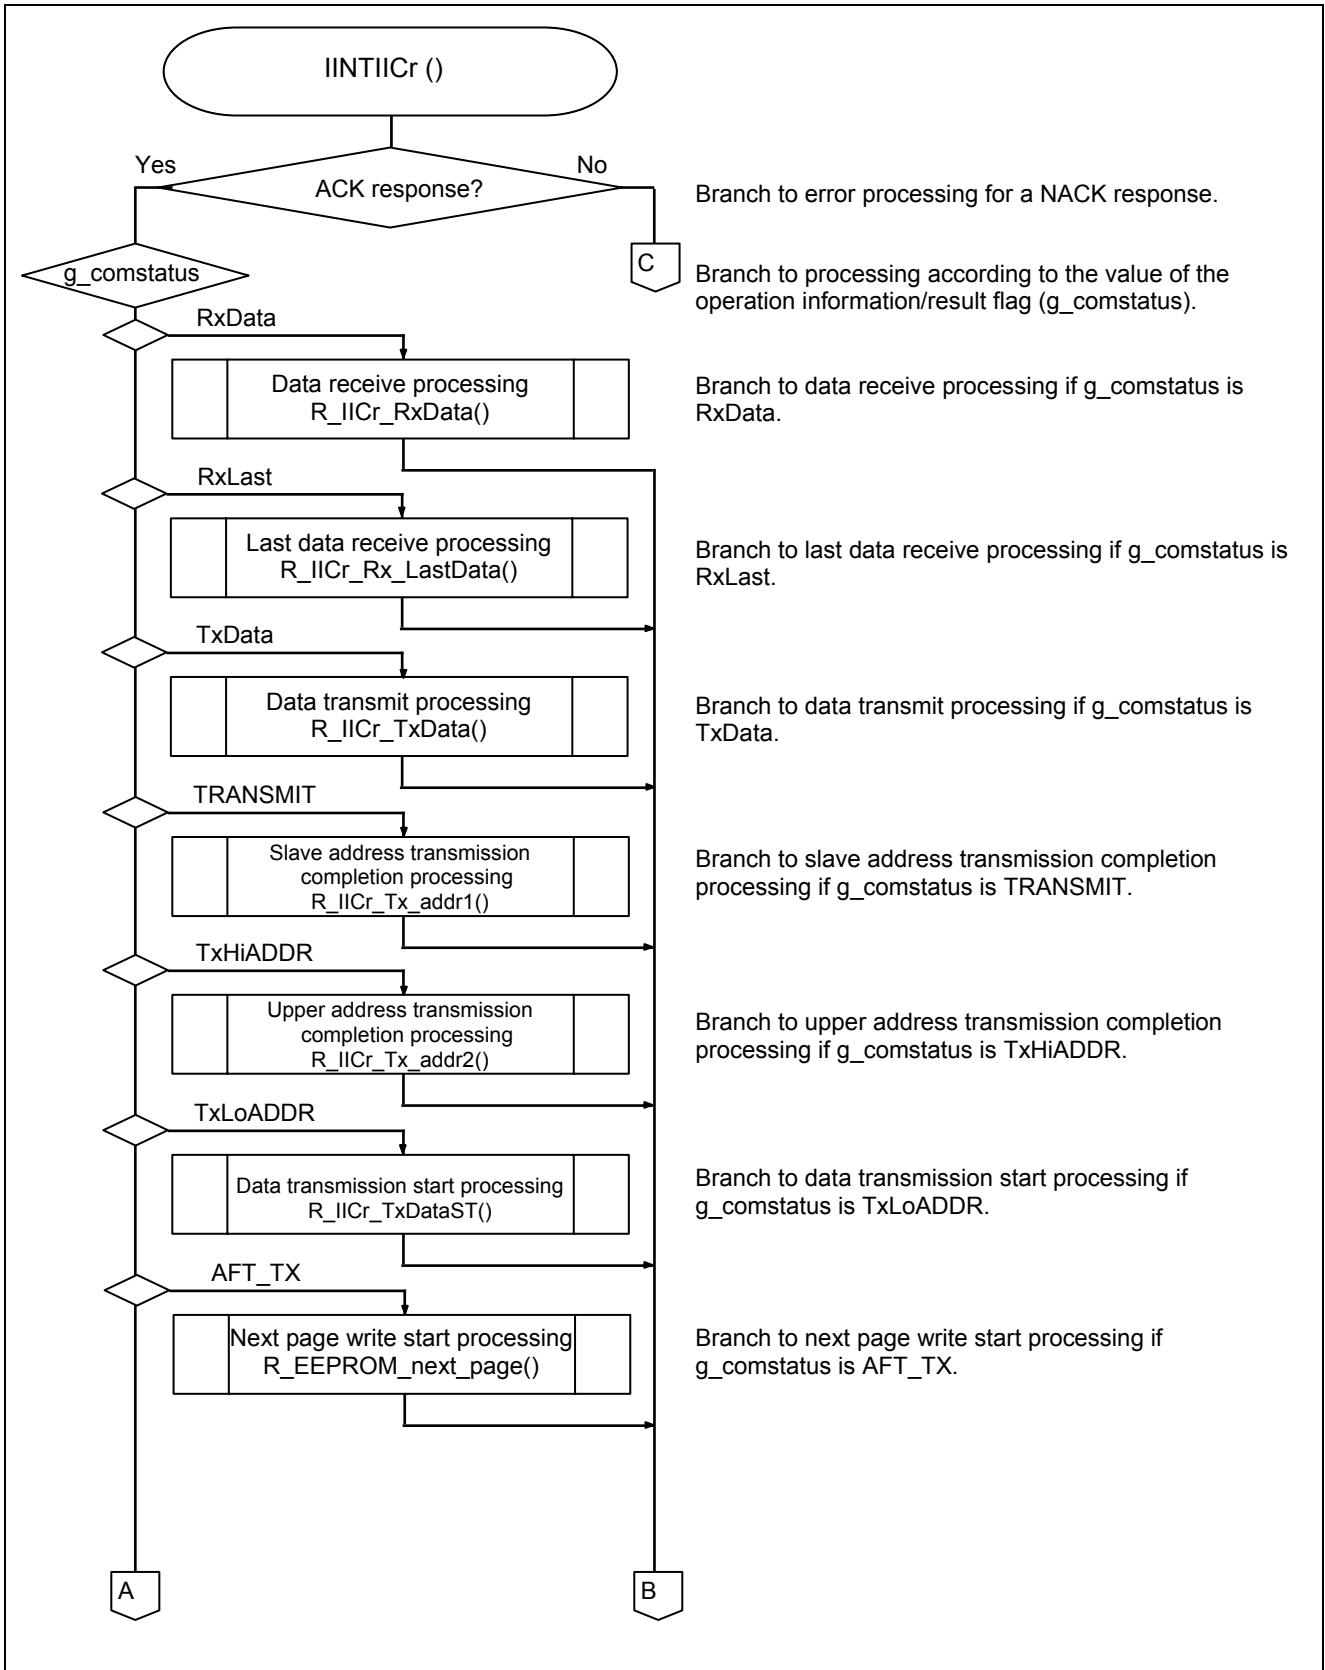 IINTIICr ()
Yes
No
ACK response?
Branch to error processing for a NACK response.
g_comstatus
C
Branch to processing according to the value of the
operation information/result flag (g_comstatus).
RxData
Data receive processing
R_IICr_RxData()
Branch to data receive processing if g_comstatus is
RxData.
RxLast
Last data receive processing
R_IICr_Rx_LastData()
Branch to last data receive processing if g_comstatus is
RxLast.
TxData
Data transmit processing
R_IICr_TxData()
Branch to data transmit processing if g_comstatus is
TxData.
TRANSMIT
Slave address transmission
completion processing
R_IICr_Tx_addr1()
Branch to slave address transmission completion
processing if g_comstatus is TRANSMIT.
TxHiADDR
Upper address transmission
completion processing
R_IICr_Tx_addr2()
Branch to upper address transmission completion
processing if g_comstatus is TxHiADDR.
TxLoADDR
Data transmission start processing
R_IICr_TxDataST()
Branch to data transmission start processing if
g_comstatus is TxLoADDR.
AFT_TX
Next page write start processing
R_EEPROM_next_page()
Branch to next page write start processing if
g_comstatus is AFT_TX.
A
B